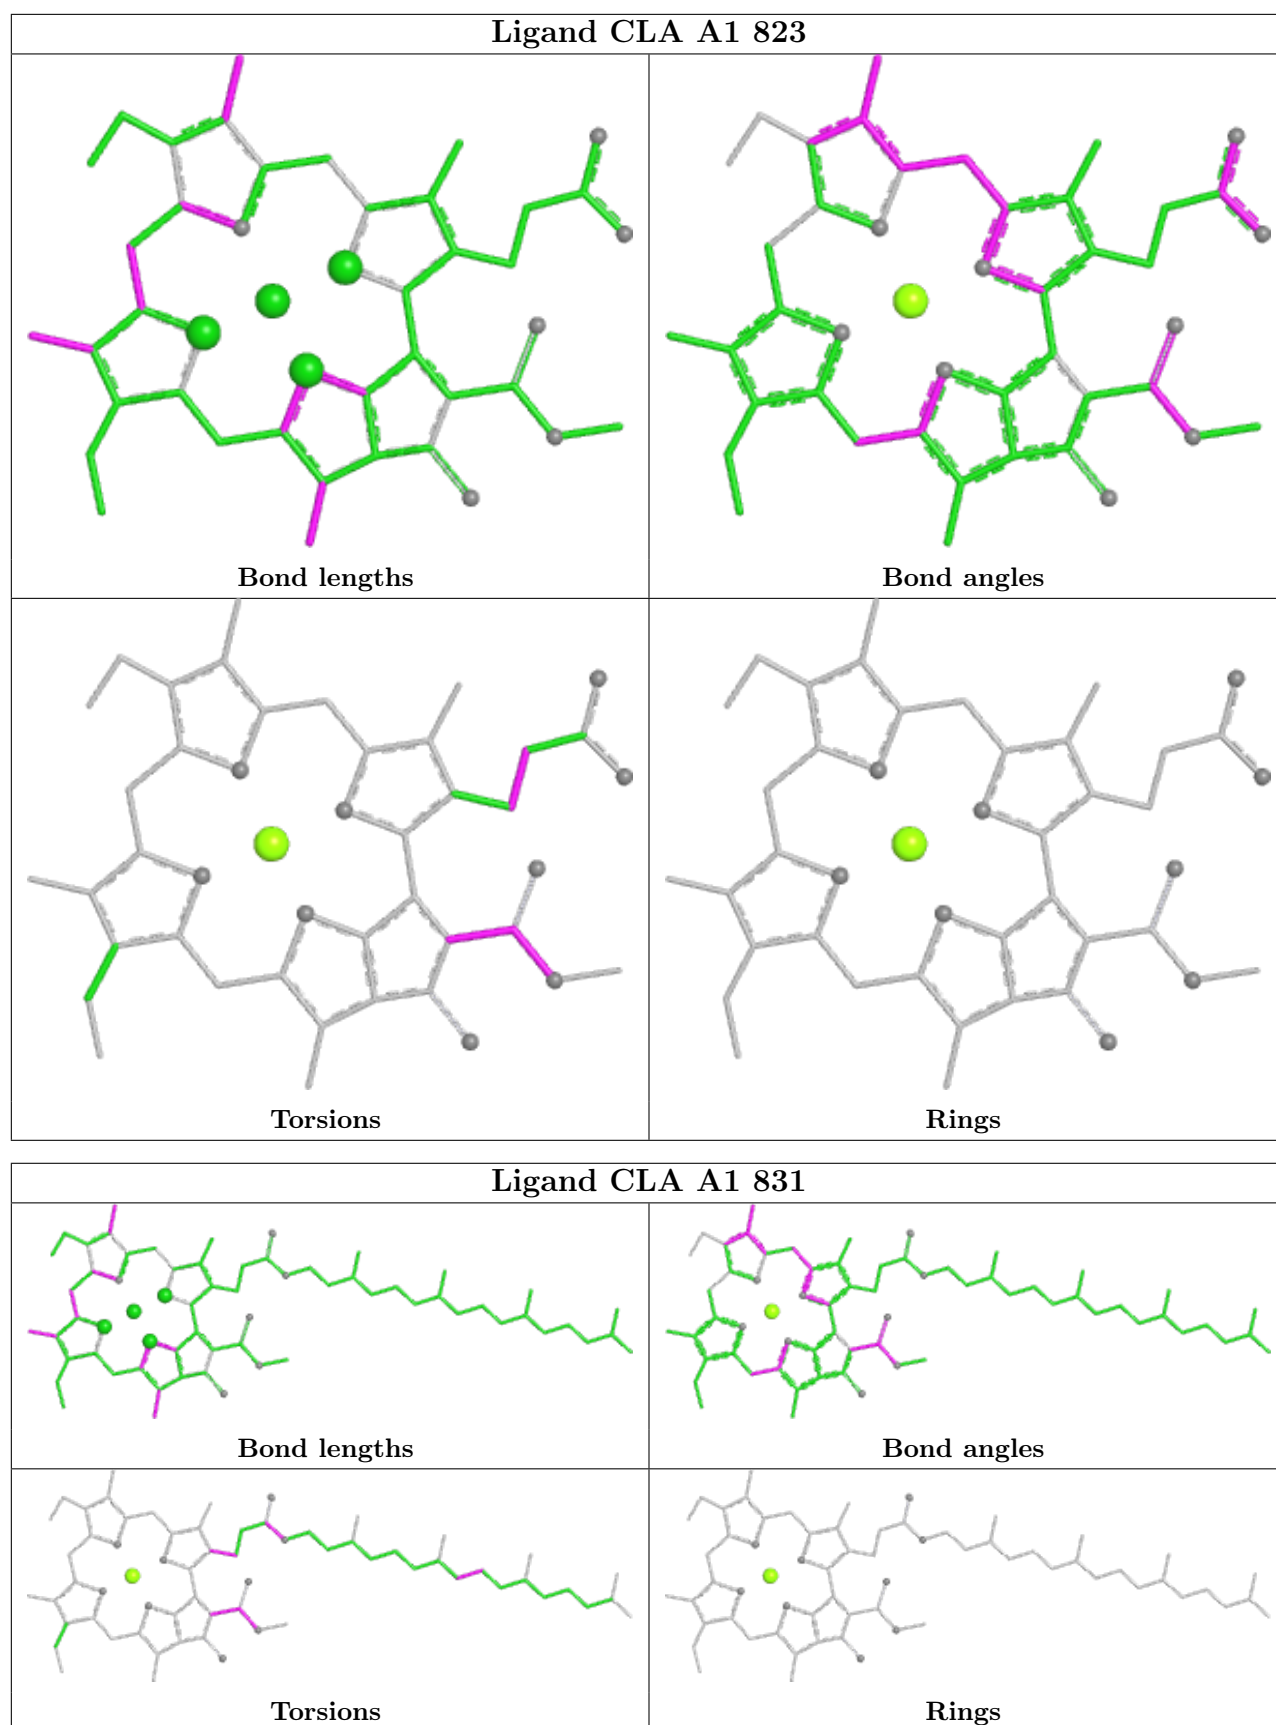 Ligand CLA A1 823
Bond lengths Bond angles
Torsions Rings
Ligand CLA A1 831
Bond lengths Bond angles
Torsions Rings